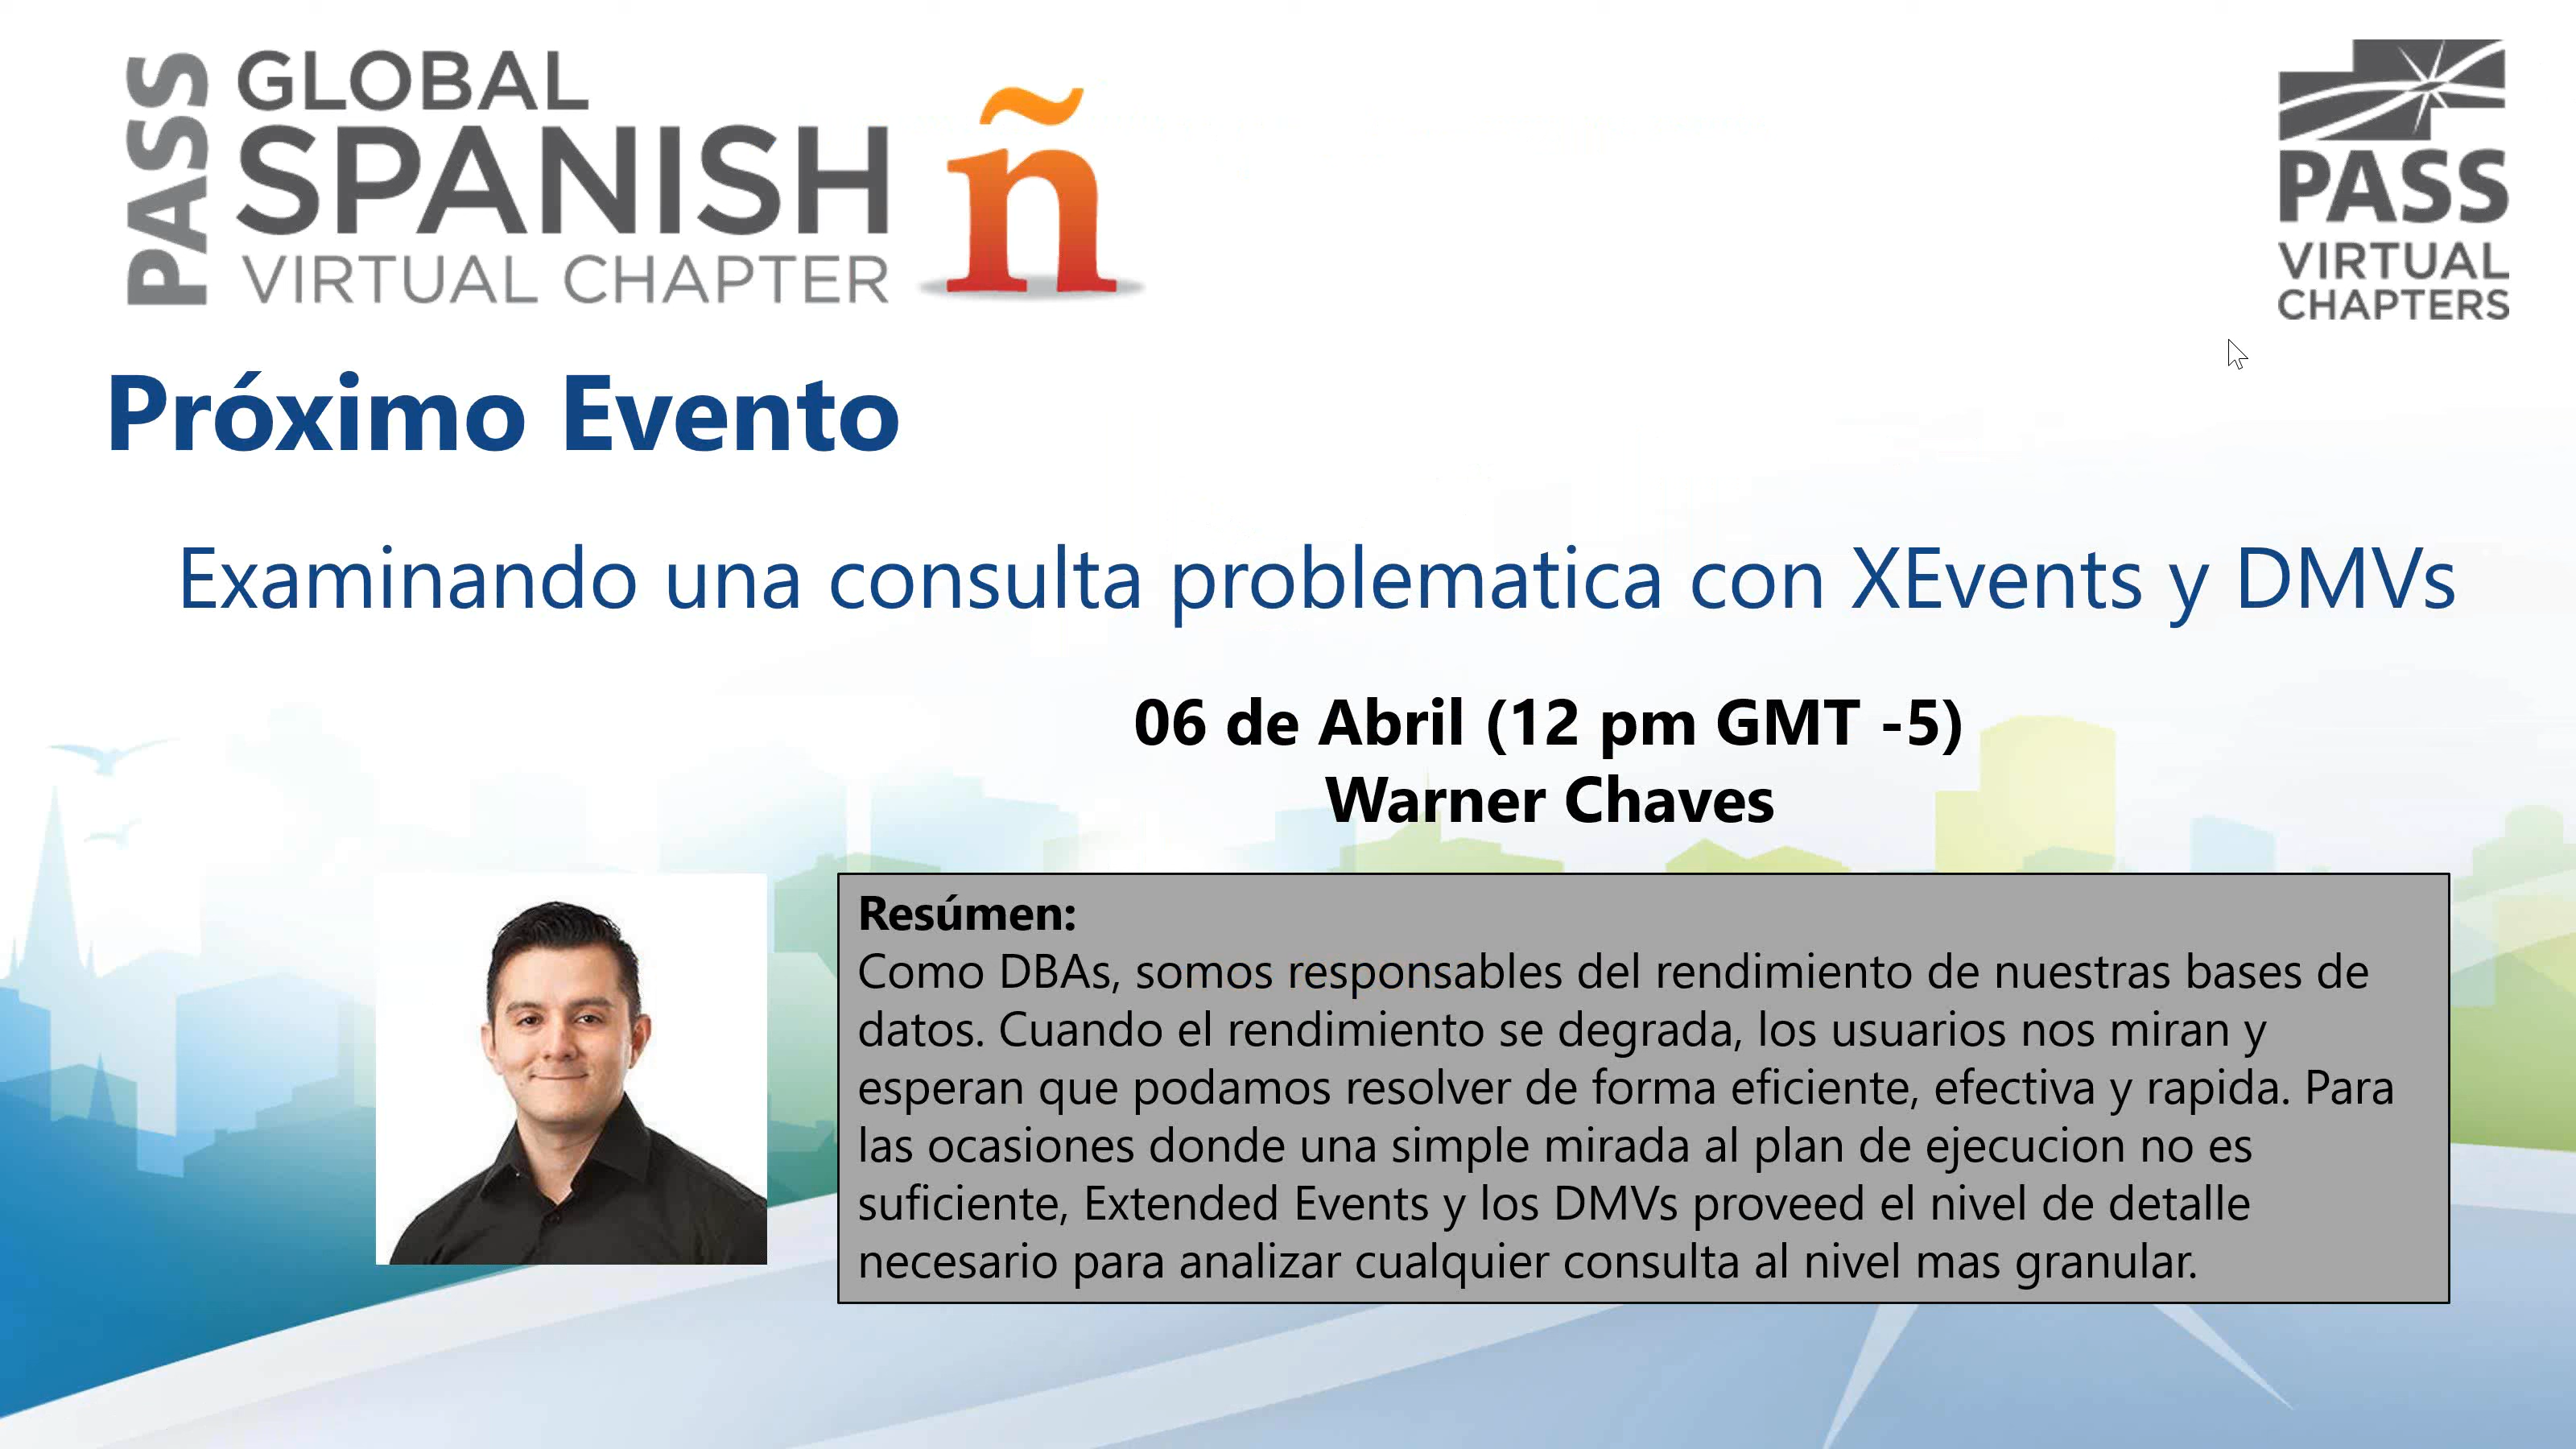 PASS
GLOBAL
SPANISH
VIRTUAL CHAPTER
ñ
PASS
VIRTUAL
CHAPTERS
Próximo Evento
Examinando una consulta problematica con XEvents y DMVs
06 de Abril (12 pm GMT -5)
Warner Chaves
Resúmen:
Como DBAs, somos responsables del rendimiento de nuestras bases de
datos. Cuando el rendimiento se degrada, los usuarios nos miran y
esperan que podamos resolver de forma eficiente, efectiva y rapida. Para
las ocasiones donde una simple mirada al plan de ejecucion no es
suficiente, Extended Events y los DMVs proveed el nivel de detalle
necesario para analizar cualquier consulta al nivel mas granular.